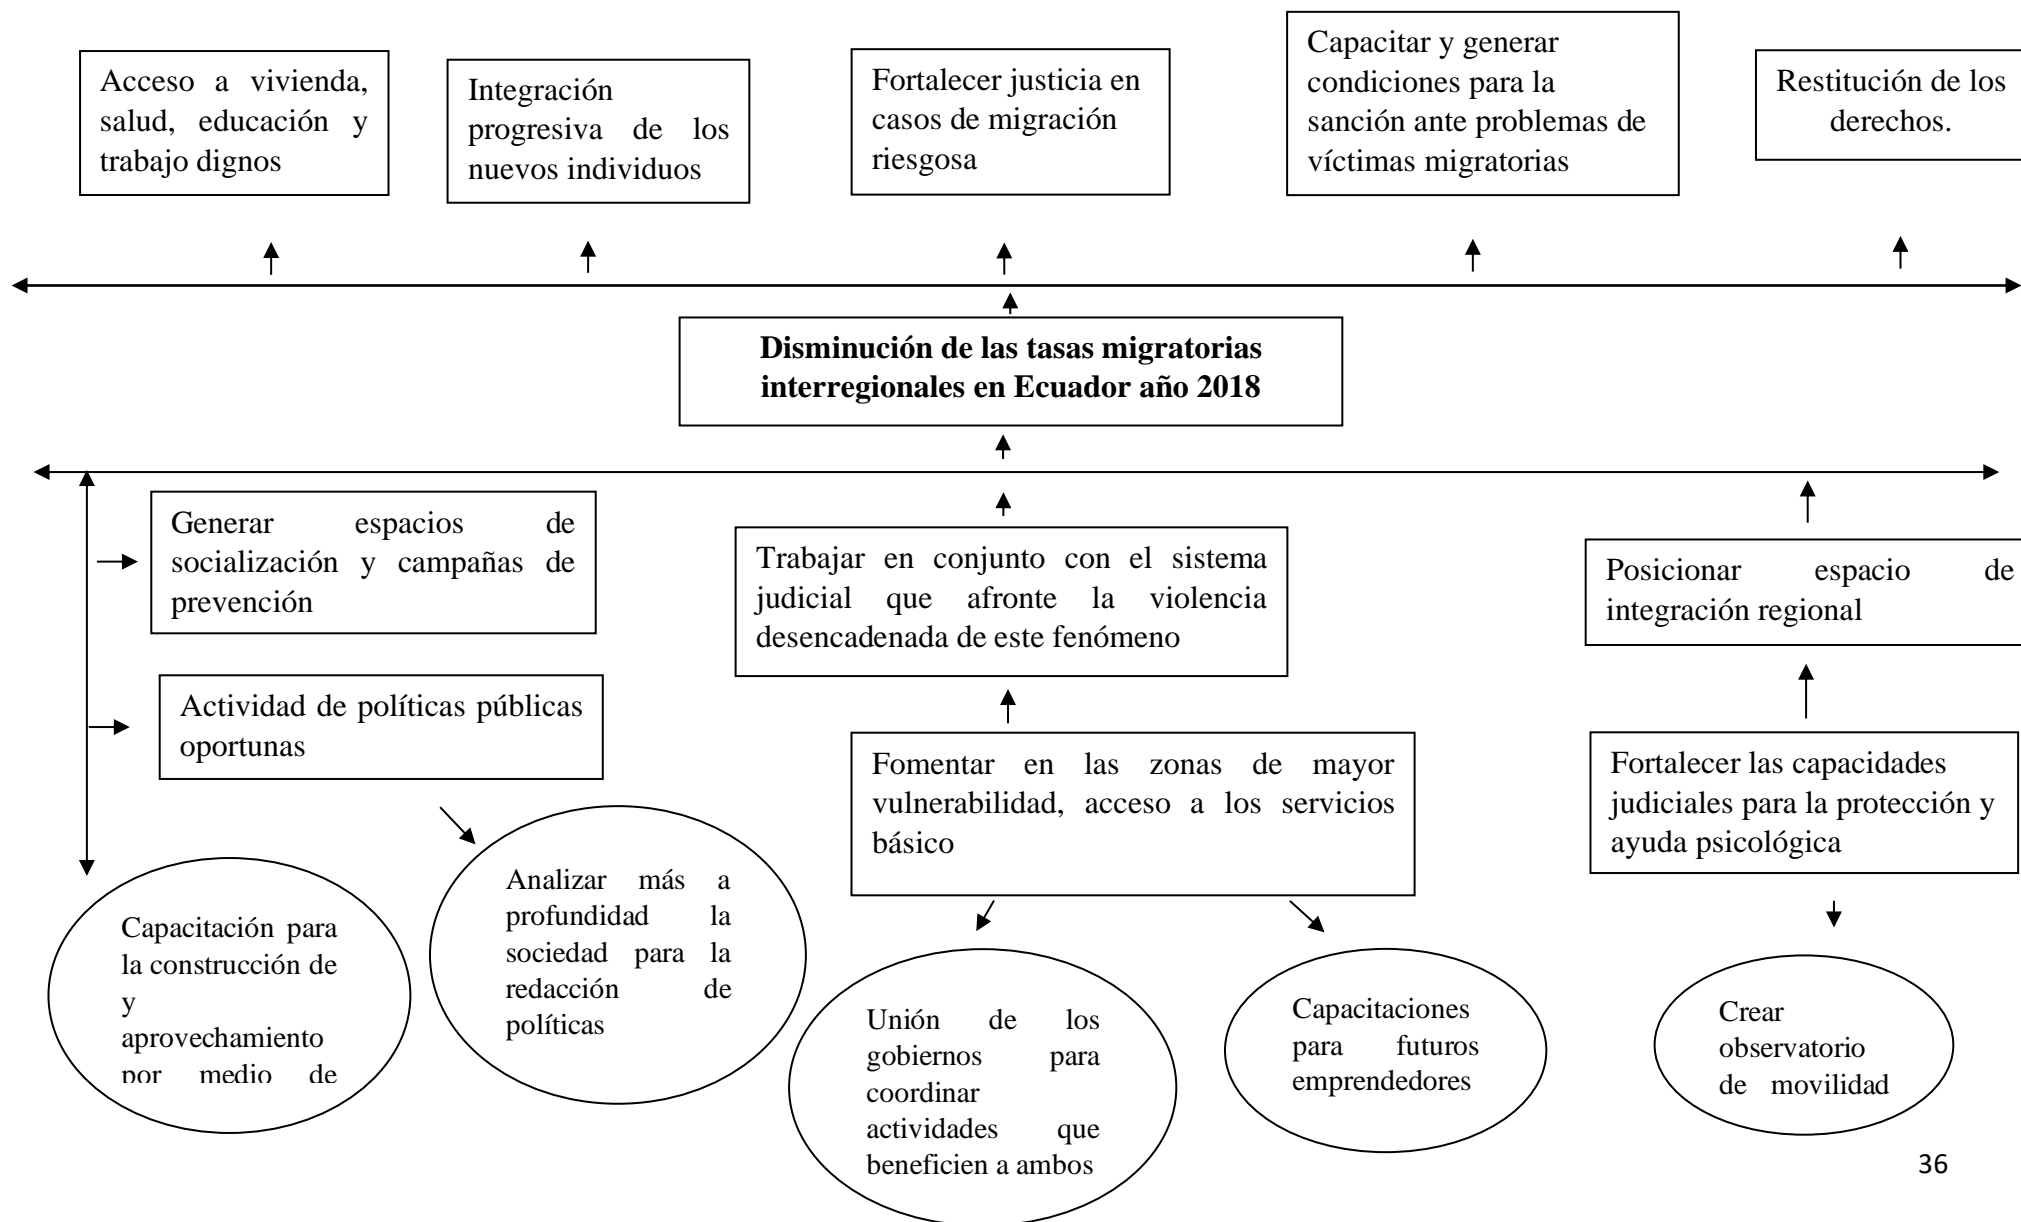 Acceso a vivienda,
salud, educación y
trabajo dignos
Integración
progresiva de los
nuevos individuos
Fortalecer justicia en
casos de migración
riesgosa
Capacitar y generar
condiciones para la
sanción ante problemas de
víctimas migratorias
Restitución de los
derechos.
Disminución de las tasas migratorias
interregionales en Ecuador año 2018
Generar espacios de
socialización y campañas de
prevención
Trabajar en conjunto con el sistema
judicial que afronte la violencia
desencadenada de este fenómeno
Posicionar espacio de
integración regional
Actividad de políticas públicas
oportunas
Fomentar en las zonas de mayor
vulnerabilidad, acceso a los servicios
básico
Fortalecer las capacidades
judiciales para la protección y
ayuda psicológica
Capacitación para
la construcción de
y
aprovechamiento
por medio de
Analizar más a
profundidad la
sociedad para la
redacción de
políticas
Unión de los
gobiernos para
coordinar
actividades que
beneficien a ambos
Capacitaciones
para futuros
emprendedores
Crear
observatorio
de movilidad
36